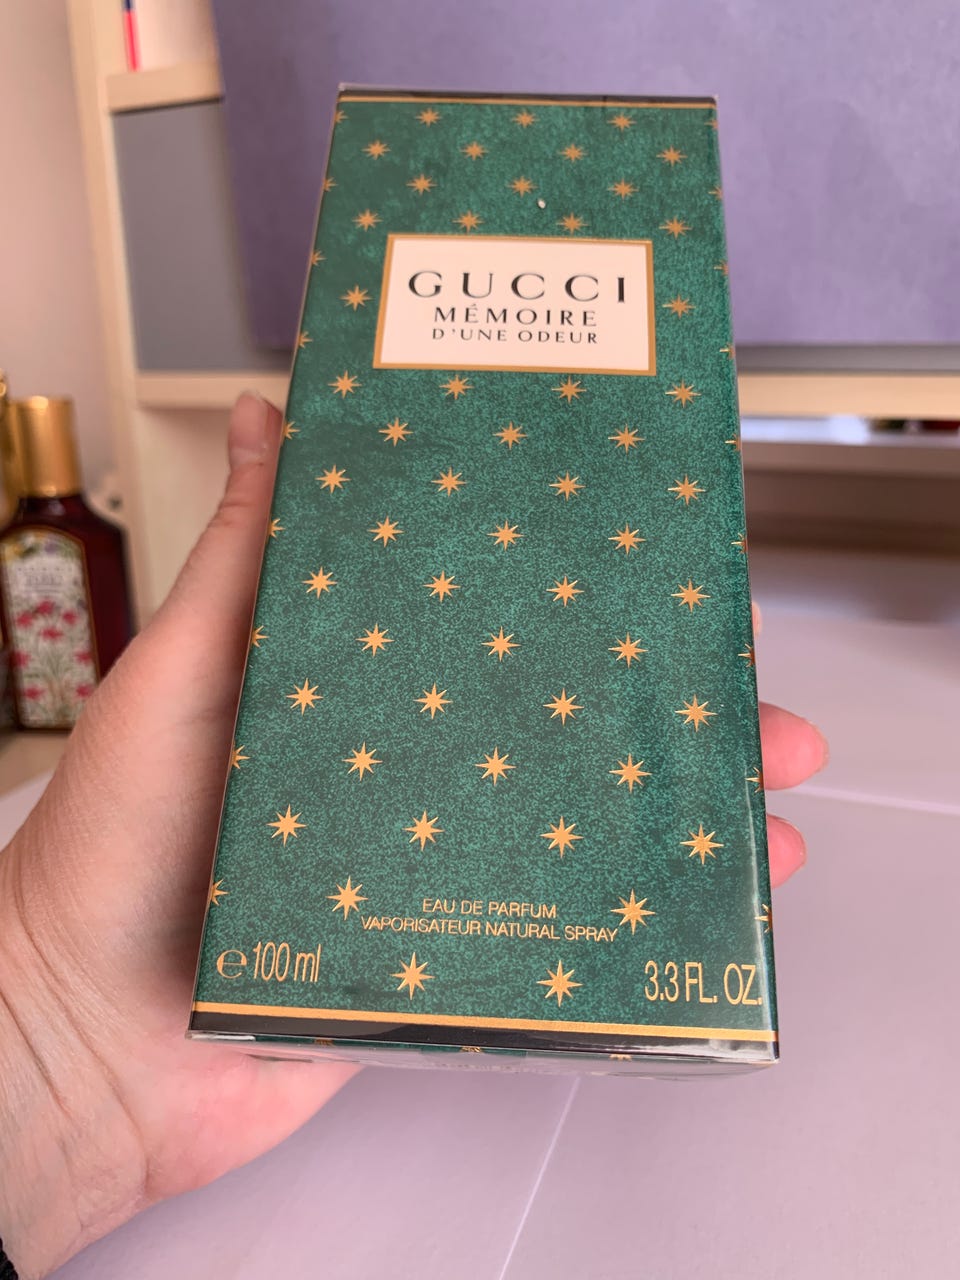 GUCCI
MÉMOIRE
D'UNE ODEUR
EAU DE PARFUM
VAPORISATEUR NATURAL SPRAY
℮ 100 ml
3.3 FL. OZ.